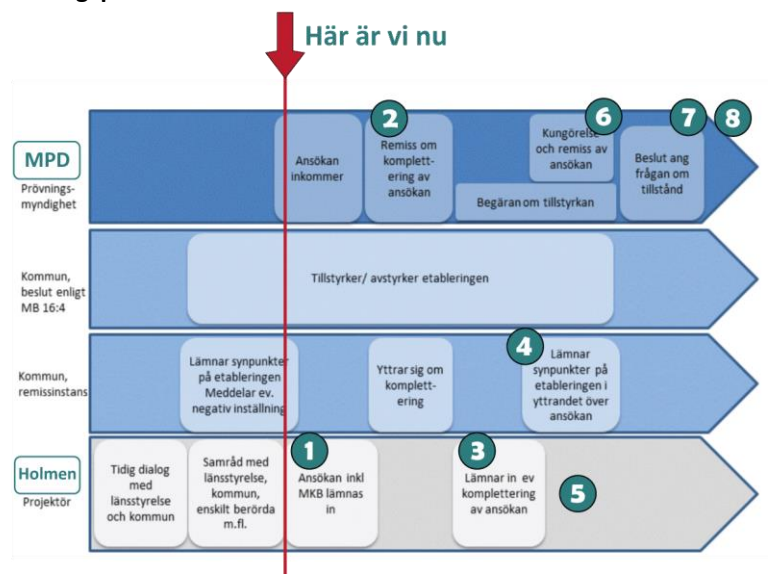 Här är vi nu
MPD
Prövnings-
myndighet
Ansökan
inkommer
2
Remiss om
komplett-
ering av
ansökan
6
Kungörelse
och remiss av
ansökan
Begäran om tillstyrkan
7
Beslut ang
frågan om
tillstånd
8
Kommun,
beslut enligt
MB 16:4
Tillstyrker/ avstyrker etableringen
Kommun,
remissinstans
Lämnar synpunkter
på etableringen
Meddelar ev.
negativ inställning
Yttrar sig om
komplett-
ering
4
Lämnar
synpunkter på
etableringen i
yttrandet över
ansökan
Holmen
Projektör
Tidig dialog
med
länsstyrelse
och kommun
Samråd med
länsstyrelse,
kommun,
enskilt berörda
m.fl.
1
Ansökan inkl
MKB lämnas
in
3
Lämnar in ev
komplettering
av ansökan
5